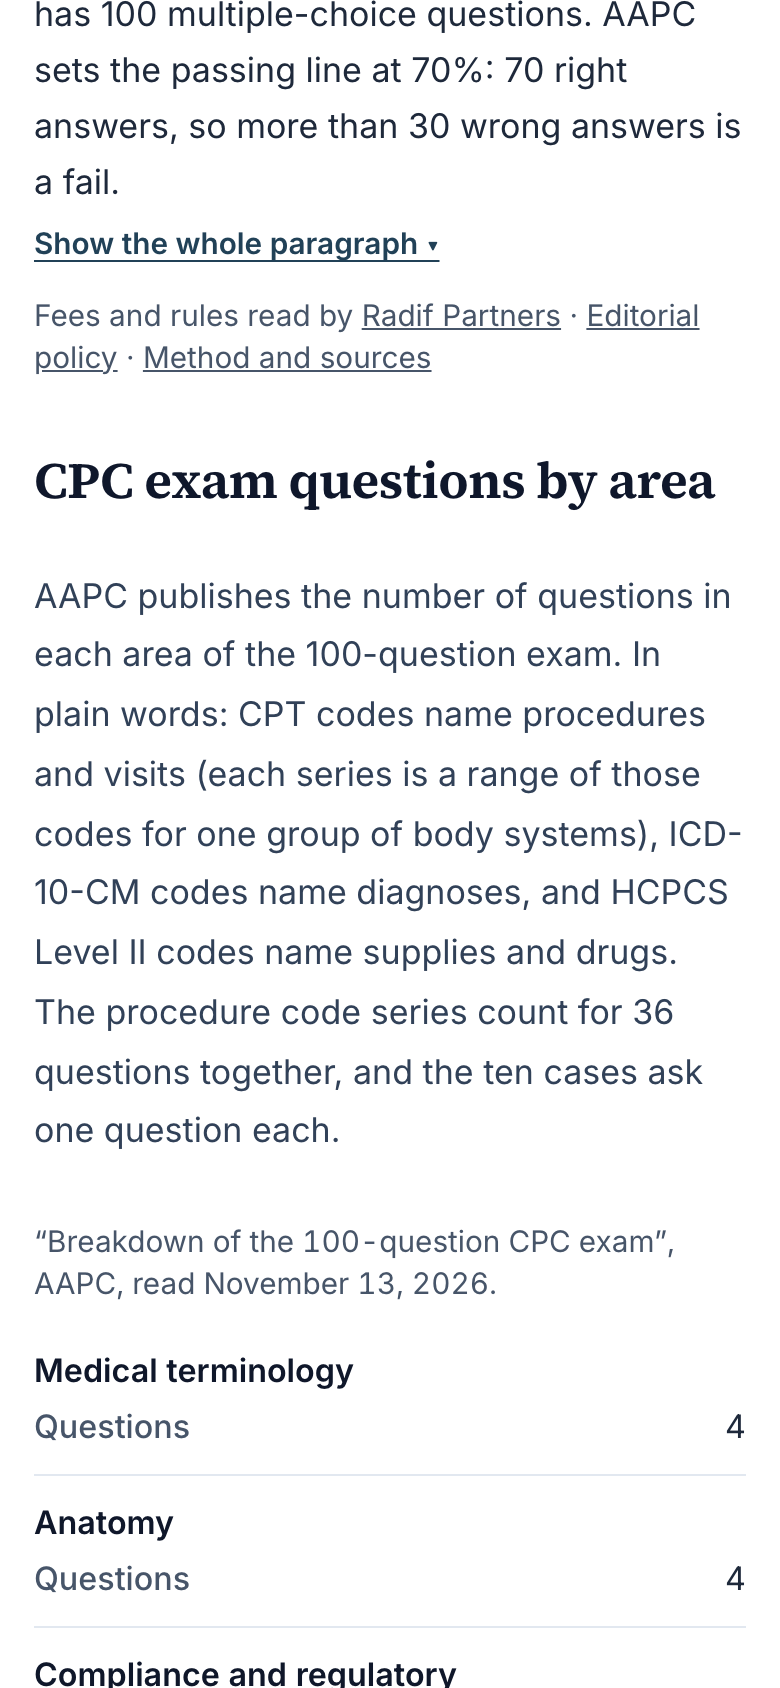 has 100 multiple-choice questions. AAPC
sets the passing line at 70%: 70 right
answers, so more than 30 wrong answers is
a fail.
Show the whole paragraph ▾
Fees and rules read by Radif Partners · Editorial
policy · Method and sources
CPC exam questions by area
AAPC publishes the number of questions in
each area of the 100-question exam. In
plain words: CPT codes name procedures
and visits (each series is a range of those
codes for one group of body systems), ICD-
10-CM codes name diagnoses, and HCPCS
Level II codes name supplies and drugs.
The procedure code series count for 36
questions together, and the ten cases ask
one question each.
“Breakdown of the 100-question CPC exam”,
AAPC, read November 13, 2026.
Medical terminology
Questions 4
Anatomy
Questions 4
Compliance and regulatory